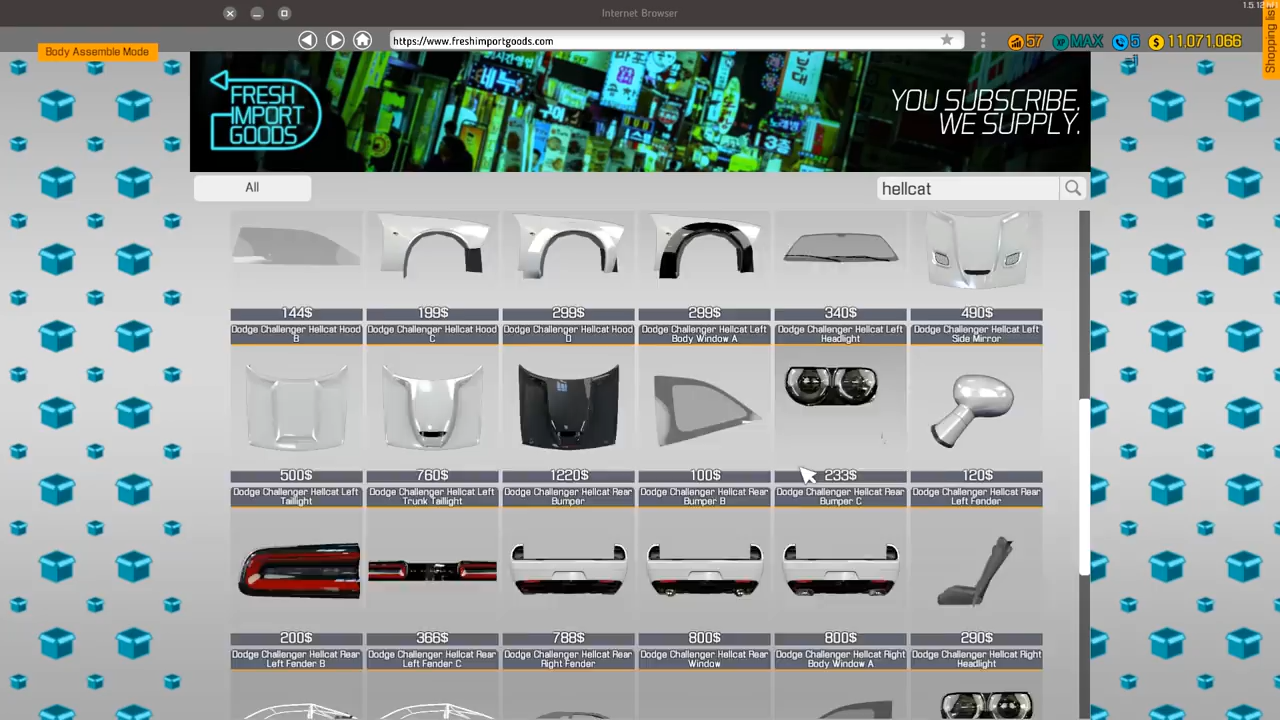 Internet Browser
1.5.12
Shopping list
Body Assemble Mode
https://www.freshimportgoods.com
57
XP MAX
5
$ 11,071,066
FRESH
IMPORT
GOODS
YOU SUBSCRIBE,
WE SUPPLY.
All
hellcat
144$
199$
299$
299$
340$
490$
Dodge Challenger Hellcat Hood
B
Dodge Challenger Hellcat Hood
C
Dodge Challenger Hellcat Hood
D
Dodge Challenger Hellcat Left
Body Window A
Dodge Challenger Hellcat Left
Headlight
Dodge Challenger Hellcat Left
Side Mirror
500$
760$
1220$
100$
233$
120$
Dodge Challenger Hellcat Left
Taillight
Dodge Challenger Hellcat Left
Trunk Taillight
Dodge Challenger Hellcat Rear
Bumper
Dodge Challenger Hellcat Rear
Bumper B
Dodge Challenger Hellcat Rear
Bumper C
Dodge Challenger Hellcat Rear
Left Fender
200$
366$
788$
800$
800$
290$
Dodge Challenger Hellcat Rear
Left Fender B
Dodge Challenger Hellcat Rear
Left Fender C
Dodge Challenger Hellcat Rear
Right Fender
Dodge Challenger Hellcat Rear
Window
Dodge Challenger Hellcat Right
Body Window A
Dodge Challenger Hellcat Right
Headlight